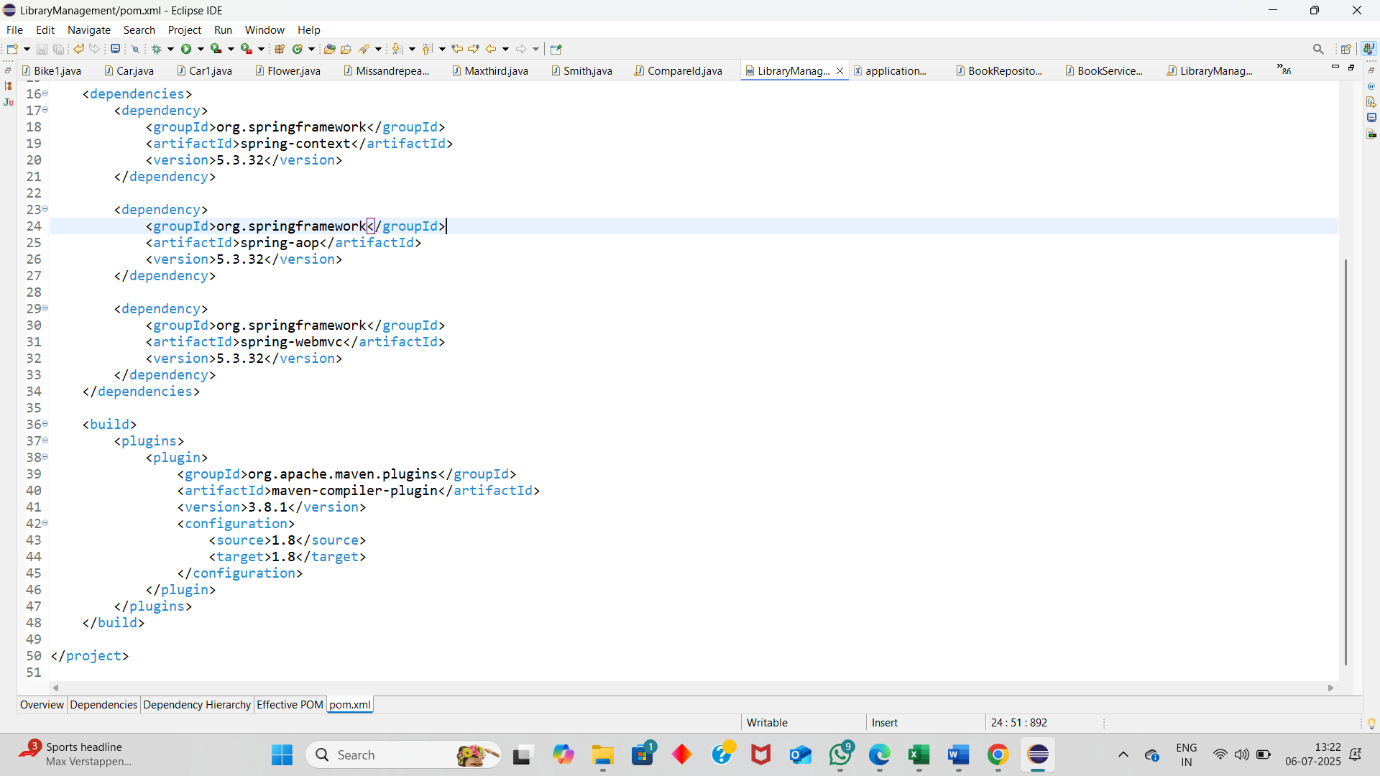 LibraryManagement/pom.xml - Eclipse IDE
File Edit Navigate Search Project Run Window Help
Bike1.java Car.java Car1.java Flower.java Missandrepea... Maxthird.java Smith.java CompareId.java LibraryManag... application... BookReposito... BookService... LibraryManag... »86
16 <dependencies>
17 <dependency>
18 <groupId>org.springframework</groupId>
19 <artifactId>spring-context</artifactId>
20 <version>5.3.32</version>
21 </dependency>
22
23 <dependency>
24 <groupId>org.springframework</groupId>
25 <artifactId>spring-aop</artifactId>
26 <version>5.3.32</version>
27 </dependency>
28
29 <dependency>
30 <groupId>org.springframework</groupId>
31 <artifactId>spring-webmvc</artifactId>
32 <version>5.3.32</version>
33 </dependency>
34 </dependencies>
35
36 <build>
37 <plugins>
38 <plugin>
39 <groupId>org.apache.maven.plugins</groupId>
40 <artifactId>maven-compiler-plugin</artifactId>
41 <version>3.8.1</version>
42 <configuration>
43 <source>1.8</source>
44 <target>1.8</target>
45 </configuration>
46 </plugin>
47 </plugins>
48 </build>
49
50 </project>
51
Overview Dependencies Dependency Hierarchy Effective POM pom.xml
Writable Insert 24 : 51 : 892
3 Sports headline
Max Verstappen...
Search
1
9
ENG
IN
13:22
06-07-2025